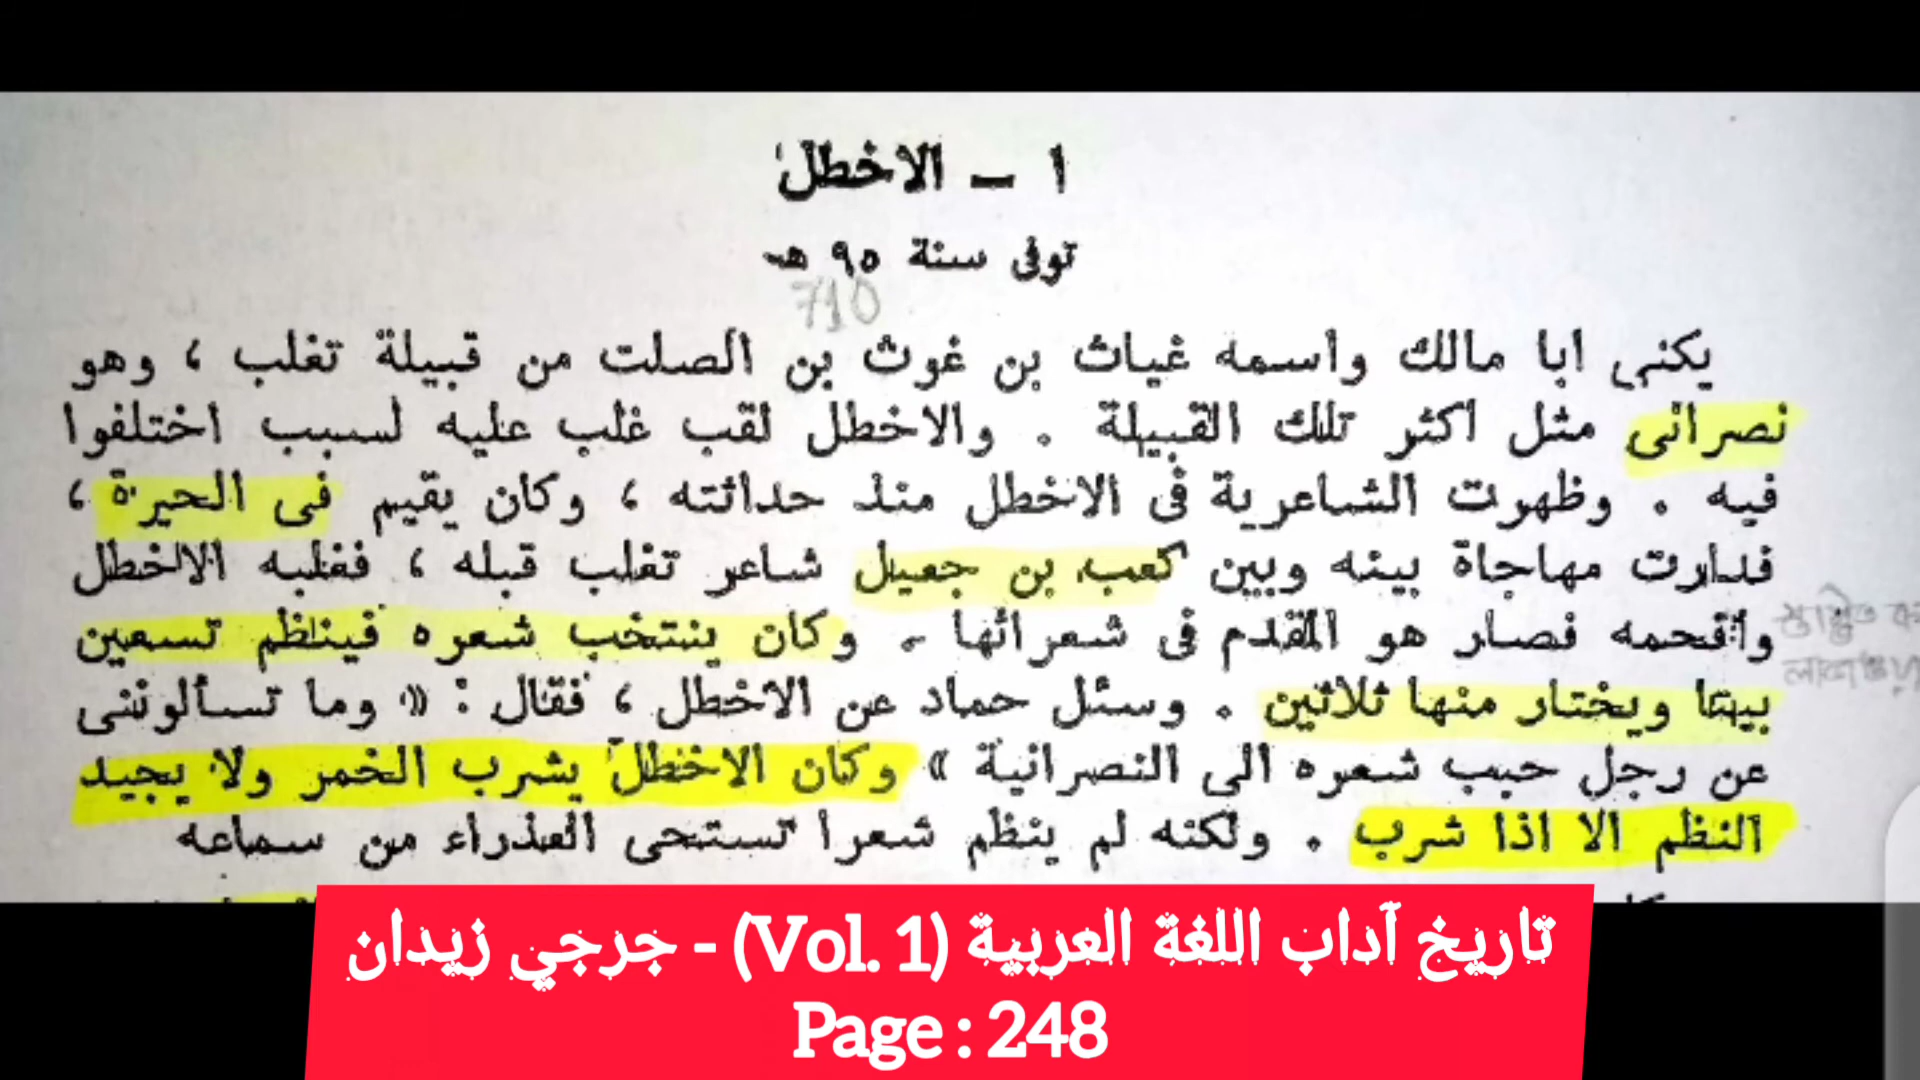 ١ – الاخطل
توفى سنة ٩٥ هـ
710
يكنى ابا مالك واسمه غياث بن غوث بن الصلت من قبيلة تغلب ، وهو
نصرانى مثل أكثر تلك القبيلة . والاخطل لقب غلب عليه لسبب اختلفوا
فيه . وظهرت الشاعرية فى الاخطل منذ حداثته ، وكان يقيم فى الحيرة ،
فدارت مهاجاة بينه وبين كعب بن جعيل شاعر تغلب قبله ، فغلبه الاخطل
وافحمه فصار هو المقدم فى شعرائها . وكان ينتخب شعره فينظم تسعين
بيتا ويختار منها ثلاثين . وسئل حماد عن الاخطل ، فقال : « وما تسألوننى
عن رجل حبب شعره الى النصرانية » وكان الاخطل يشرب الخمر ولا يجيد
النظم الا اذا شرب . ولكنه لم ينظم شعرا تستحى العذراء من سماعه
تاريخ آداب اللغة العربية (Vol. 1) - جرجي زيدان
Page : 248